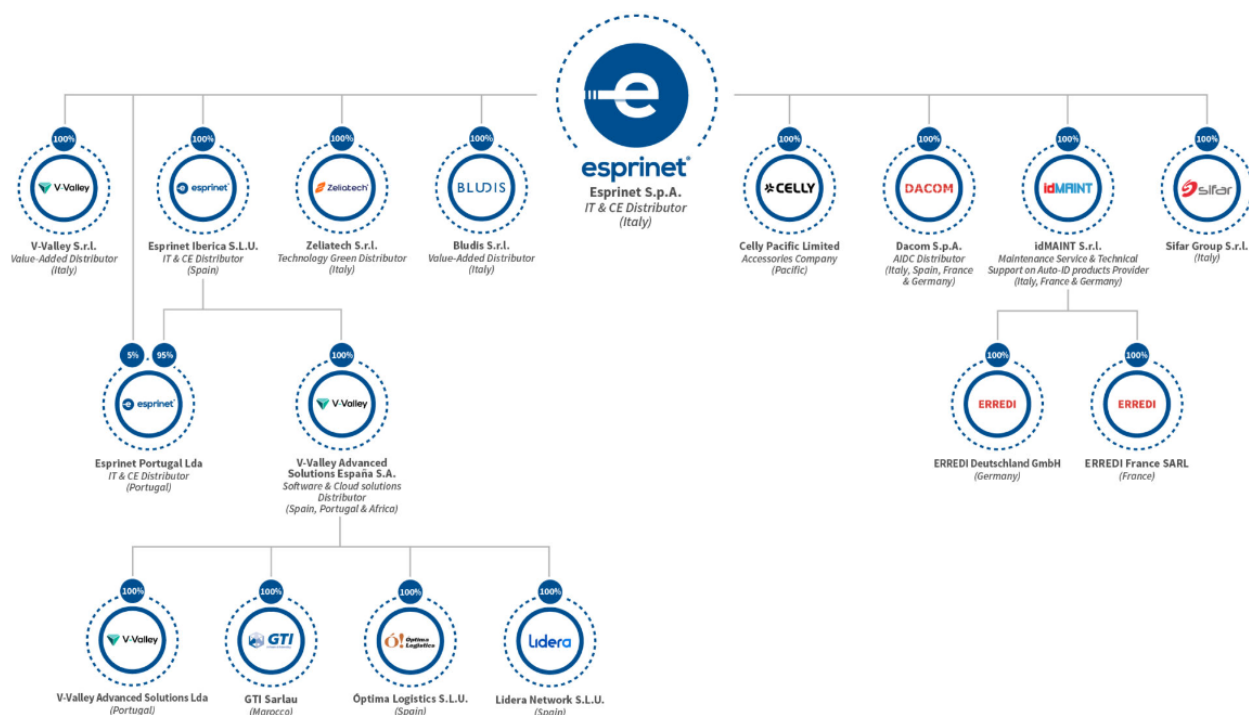 e
esprinet®
Esprinet S.p.A.
IT & CE Distributor
(Italy)
100%
V-Valley
V-Valley S.r.l.
Value-Added Distributor
(Italy)
100%
esprinet
Esprinet Iberica S.L.U.
IT & CE Distributor
(Spain)
100%
Zeliatech
Zeliatech S.r.l.
Technology Green Distributor
(Italy)
100%
BLUDIS
Bludis S.r.l.
Value-Added Distributor
(Italy)
100%
CELLY
Celly Pacific Limited
Accessories Company
(Pacific)
100%
DACOM
Dacom S.p.A.
AIDC Distributor
(Italy, Spain, France
& Germany)
100%
idMAINT
idMAINT S.r.l.
Maintenance Service & Technical
Support on Auto-ID products Provider
(Italy, France & Germany)
100%
sifar
Sifar Group S.r.l.
(Italy)
5%
95%
esprinet
Esprinet Portugal Lda
IT & CE Distributor
(Portugal)
100%
V-Valley
V-Valley Advanced
Solutions España S.A.
Software & Cloud solutions
Distributor
(Spain, Portugal & Africa)
100%
ERREDI
ERREDI Deutschland GmbH
(Germany)
100%
ERREDI
ERREDI France SARL
(France)
100%
V-Valley
V-Valley Advanced Solutions Lda
(Portugal)
100%
GTI
GTI Sarlau
(Marocco)
100%
Ó! Optima
Logistics
Óptima Logistics S.L.U.
(Spain)
100%
Lidera
Lidera Network S.L.U.
(Spain)